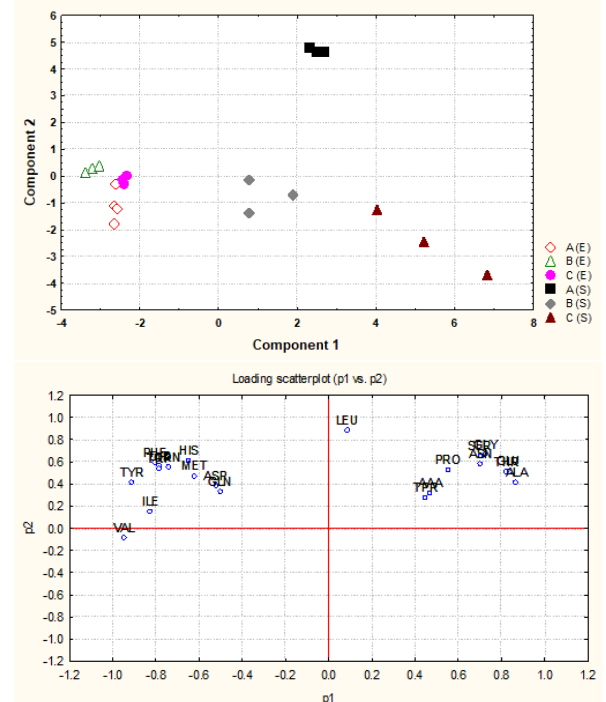 6
5
4
3
2
1
0
-1
-2
-3
-4
-5
Component 2
-4
-2
0
2
4
6
8
Component 1
A (E)
B (E)
C (E)
A (S)
B (S)
C (S)
Loading scatterplot (p1 vs. p2)
1.2
1.0
0.8
0.6
0.4
0.2
0.0
-0.2
-0.4
-0.6
-0.8
-1.0
-1.2
p2
LEU
HIS
MET
TYR
ASP
GLN
ILE
VAL
PRO
AAA
TPR
ALA
-1.2
-1.0
-0.8
-0.6
-0.4
-0.2
0.0
0.2
0.4
0.6
0.8
1.0
1.2
p1